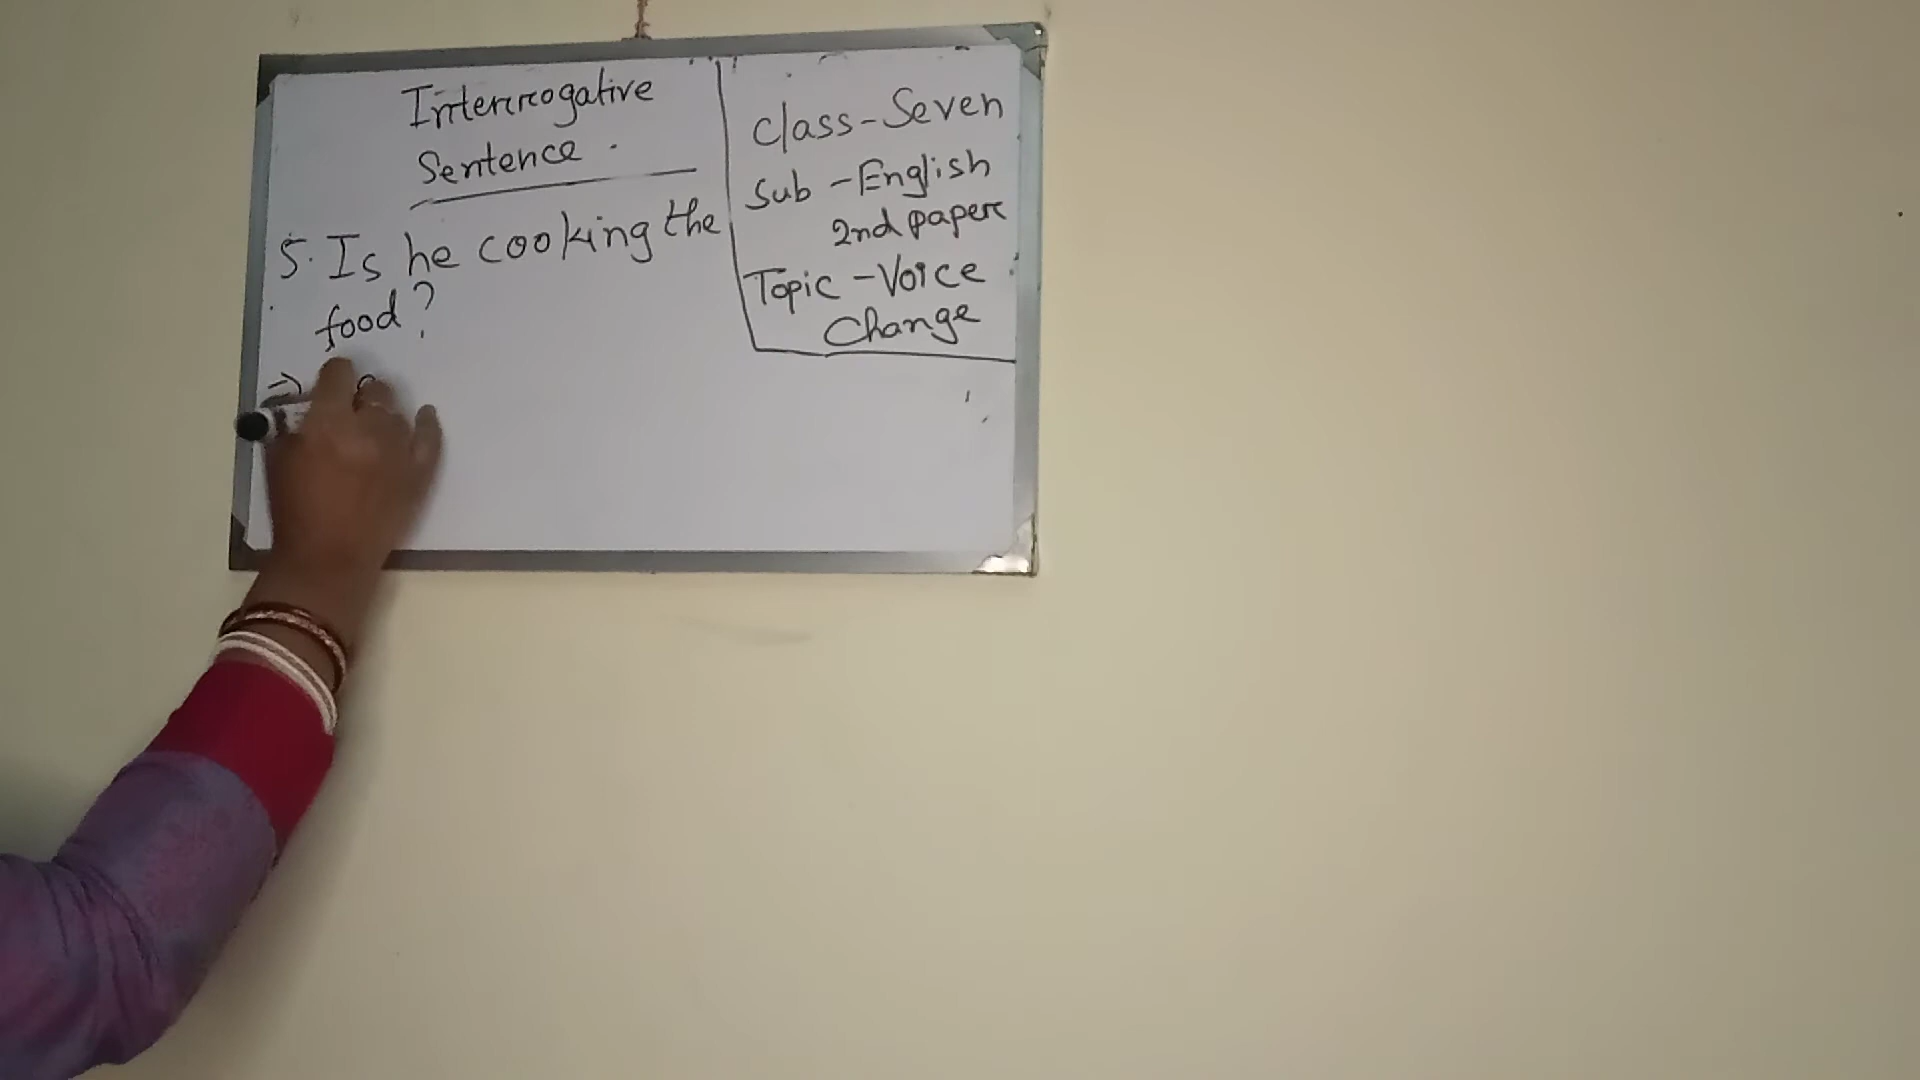 Interrogative
Sentence.
5. Is he cooking the
food?
⇒
Class-Seven
Sub-English
2nd paper
Topic-Voice
Change